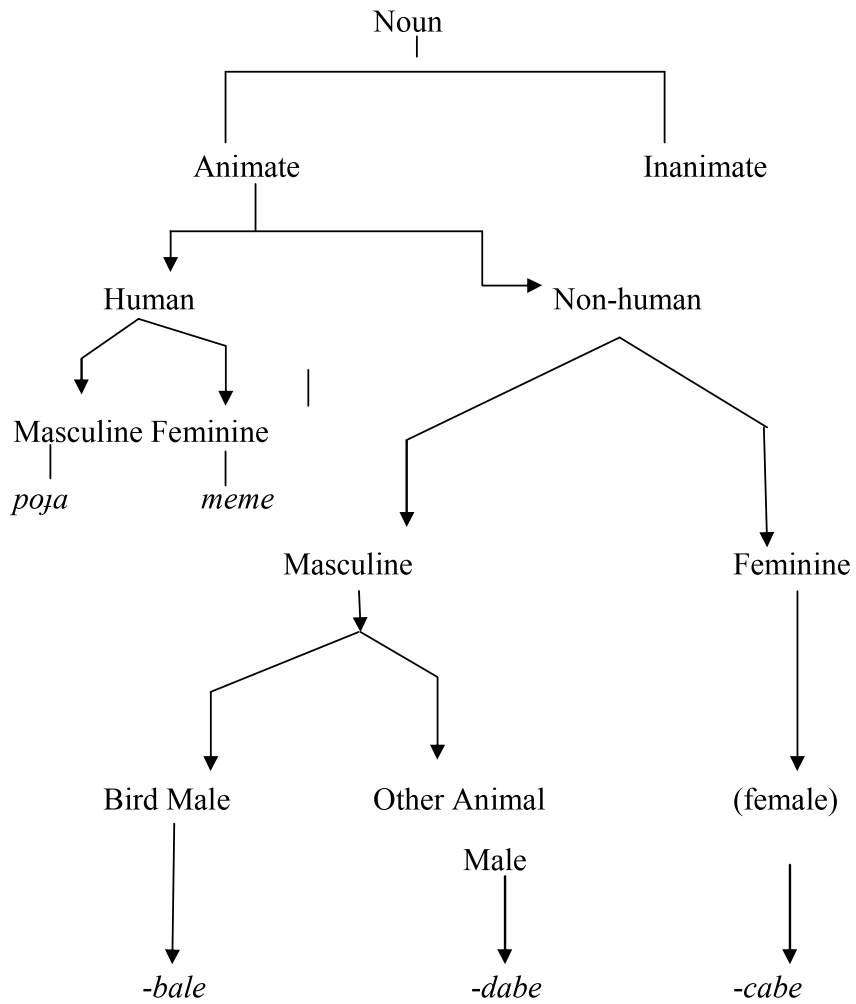 Noun
Animate Inanimate
Human Non-human
Masculine Feminine
poɟa meme
Masculine Feminine
Bird Male Other Animal (female)
Male
-bale -dabe -cabe